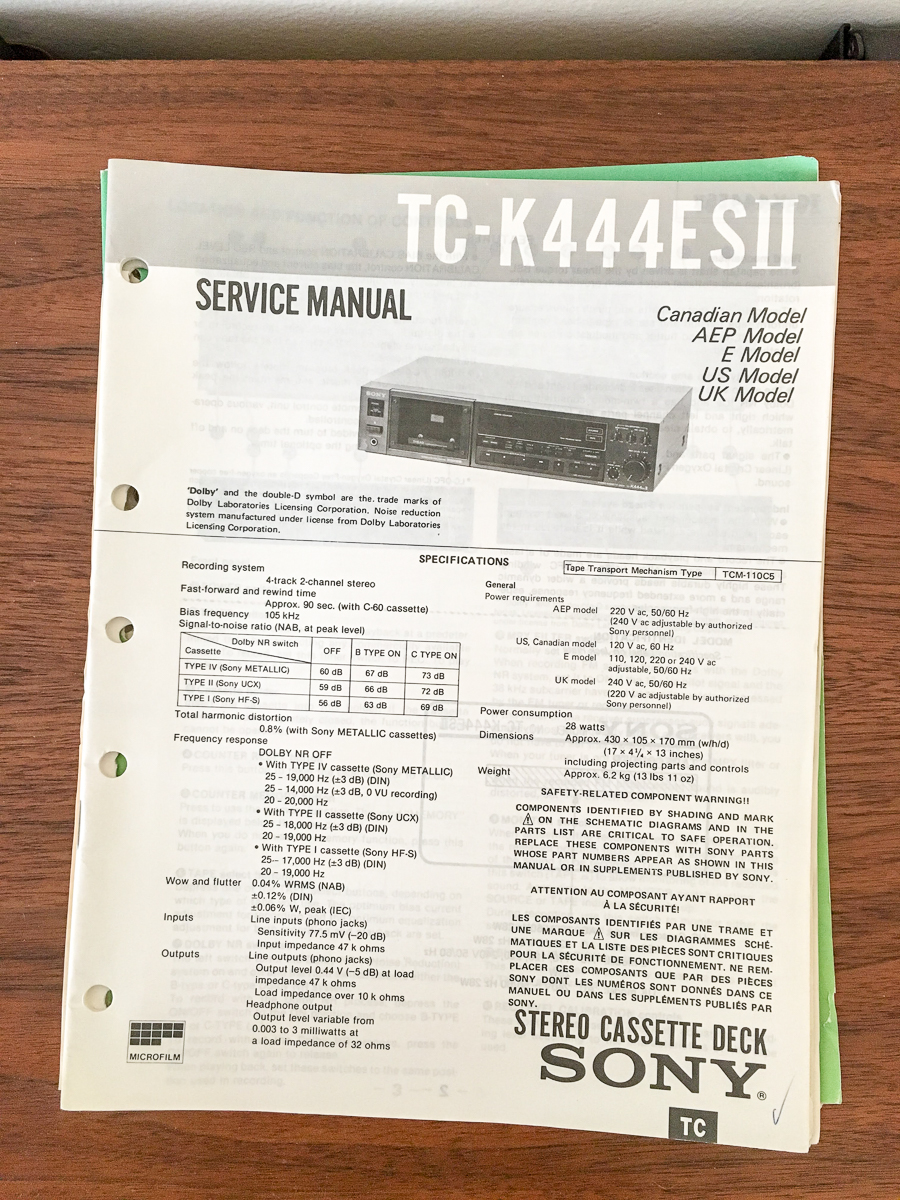 TC-K444ESII
SERVICE MANUAL
Canadian Model
AEP Model
E Model
US Model
UK Model
SONY
'Dolby' and the double-D symbol are the. trade marks of
Dolby Laboratories Licensing Corporation. Noise reduction
system manufactured under license from Dolby Laboratories
Licensing Corporation.
SPECIFICATIONS
Recording system
4-track 2-channel stereo
Fast-forward and rewind time
Approx. 90 sec. (with C-60 cassette)
Bias frequency 105 kHz
Signal-to-noise ratio (NAB, at peak level)
Dolby NR switch
Cassette
OFF
B TYPE ON
C TYPE ON
TYPE IV (Sony METALLIC) 60 dB 67 dB 73 dB
TYPE II (Sony UCX) 59 dB 66 dB 72 dB
TYPE I (Sony HF-S) 56 dB 63 dB 69 dB
Total harmonic distortion
0.8% (with Sony METALLIC cassettes)
Frequency response
DOLBY NR OFF
• With TYPE IV cassette (Sony METALLIC)
25 – 19,000 Hz (±3 dB) (DIN)
25 – 14,000 Hz (±3 dB, 0 VU recording)
20 – 20,000 Hz
• With TYPE II cassette (Sony UCX)
25 – 18,000 Hz (±3 dB) (DIN)
20 – 19,000 Hz
• With TYPE I cassette (Sony HF-S)
25 – 17,000 Hz (±3 dB) (DIN)
20 – 19,000 Hz
Wow and flutter 0.04% WRMS (NAB)
±0.12% (DIN)
±0.06% W, peak (IEC)
Inputs Line inputs (phono jacks)
Sensitivity 77.5 mV (–20 dB)
Input impedance 47 k ohms
Outputs Line outputs (phono jacks)
Output level 0.44 V (–5 dB) at load
impedance 47 k ohms
Load impedance over 10 k ohms
Headphone output
Output level variable from
0.003 to 3 milliwatts at
a load impedance of 32 ohms
MICROFILM
Tape Transport Mechanism Type TCM-110C5
General
Power requirements
AEP model 220 V ac, 50/60 Hz
(240 V ac adjustable by authorized
Sony personnel)
US, Canadian model 120 V ac, 60 Hz
E model 110, 120, 220 or 240 V ac
adjustable, 50/60 Hz
UK model 240 V ac, 50/60 Hz
(220 V ac adjustable by authorized
Sony personnel)
Power consumption
28 watts
Dimensions Approx. 430 × 105 × 170 mm (w/h/d)
(17 × 4¼ × 13 inches)
including projecting parts and controls
Weight Approx. 6.2 kg (13 lbs 11 oz)
SAFETY-RELATED COMPONENT WARNING!!
COMPONENTS IDENTIFIED BY SHADING AND MARK
⚠ ON THE SCHEMATIC DIAGRAMS AND IN THE
PARTS LIST ARE CRITICAL TO SAFE OPERATION.
REPLACE THESE COMPONENTS WITH SONY PARTS
WHOSE PART NUMBERS APPEAR AS SHOWN IN THIS
MANUAL OR IN SUPPLEMENTS PUBLISHED BY SONY.
ATTENTION AU COMPOSANT AYANT RAPPORT
À LA SÉCURITÉ!
LES COMPOSANTS IDENTIFIÉS PAR UNE TRAME ET
UNE MARQUE ⚠ SUR LES DIAGRAMMES SCHÉ-
MATIQUES ET LA LISTE DES PIÈCES SONT CRITIQUES
POUR LA SÉCURITÉ DE FONCTIONNEMENT. NE REM-
PLACER CES COMPOSANTS QUE PAR DES PIÈCES
SONY DONT LES NUMÉROS SONT DONNÉS DANS CE
MANUEL OU DANS LES SUPPLÉMENTS PUBLIÉS PAR
SONY.
STEREO CASSETTE DECK
SONY®
TC